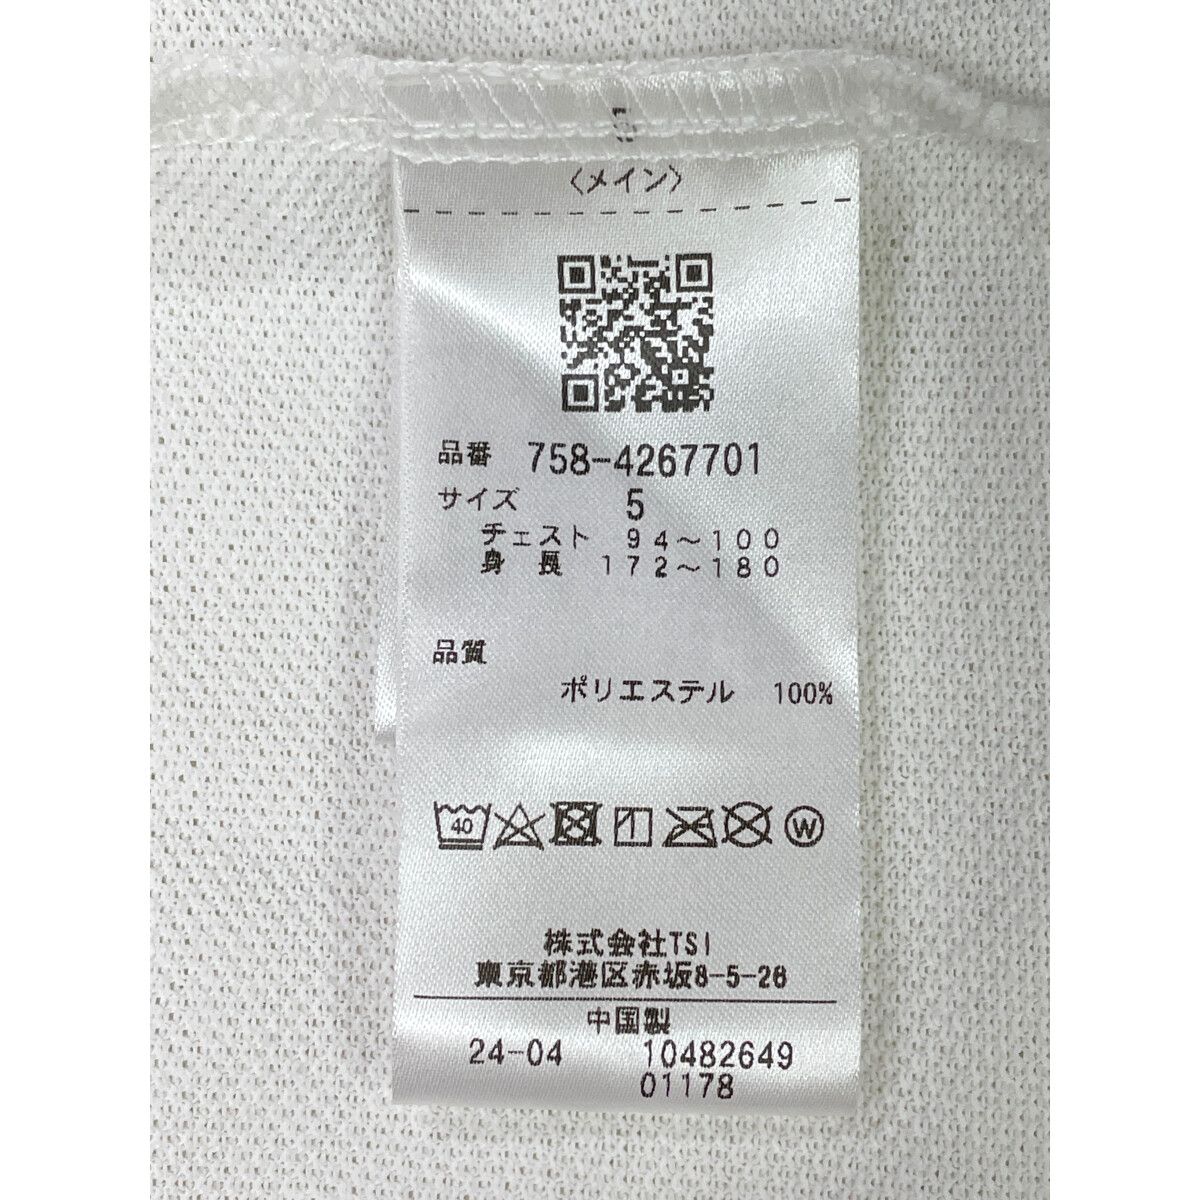 〈メイン〉
品番 758-4267701
サイズ 5
チェスト 94～100
身長 172～180
品質
ポリエステル 100%
40
W
株式会社TSI
東京都港区赤坂8-5-26
中国製
24-04 10482649
01178